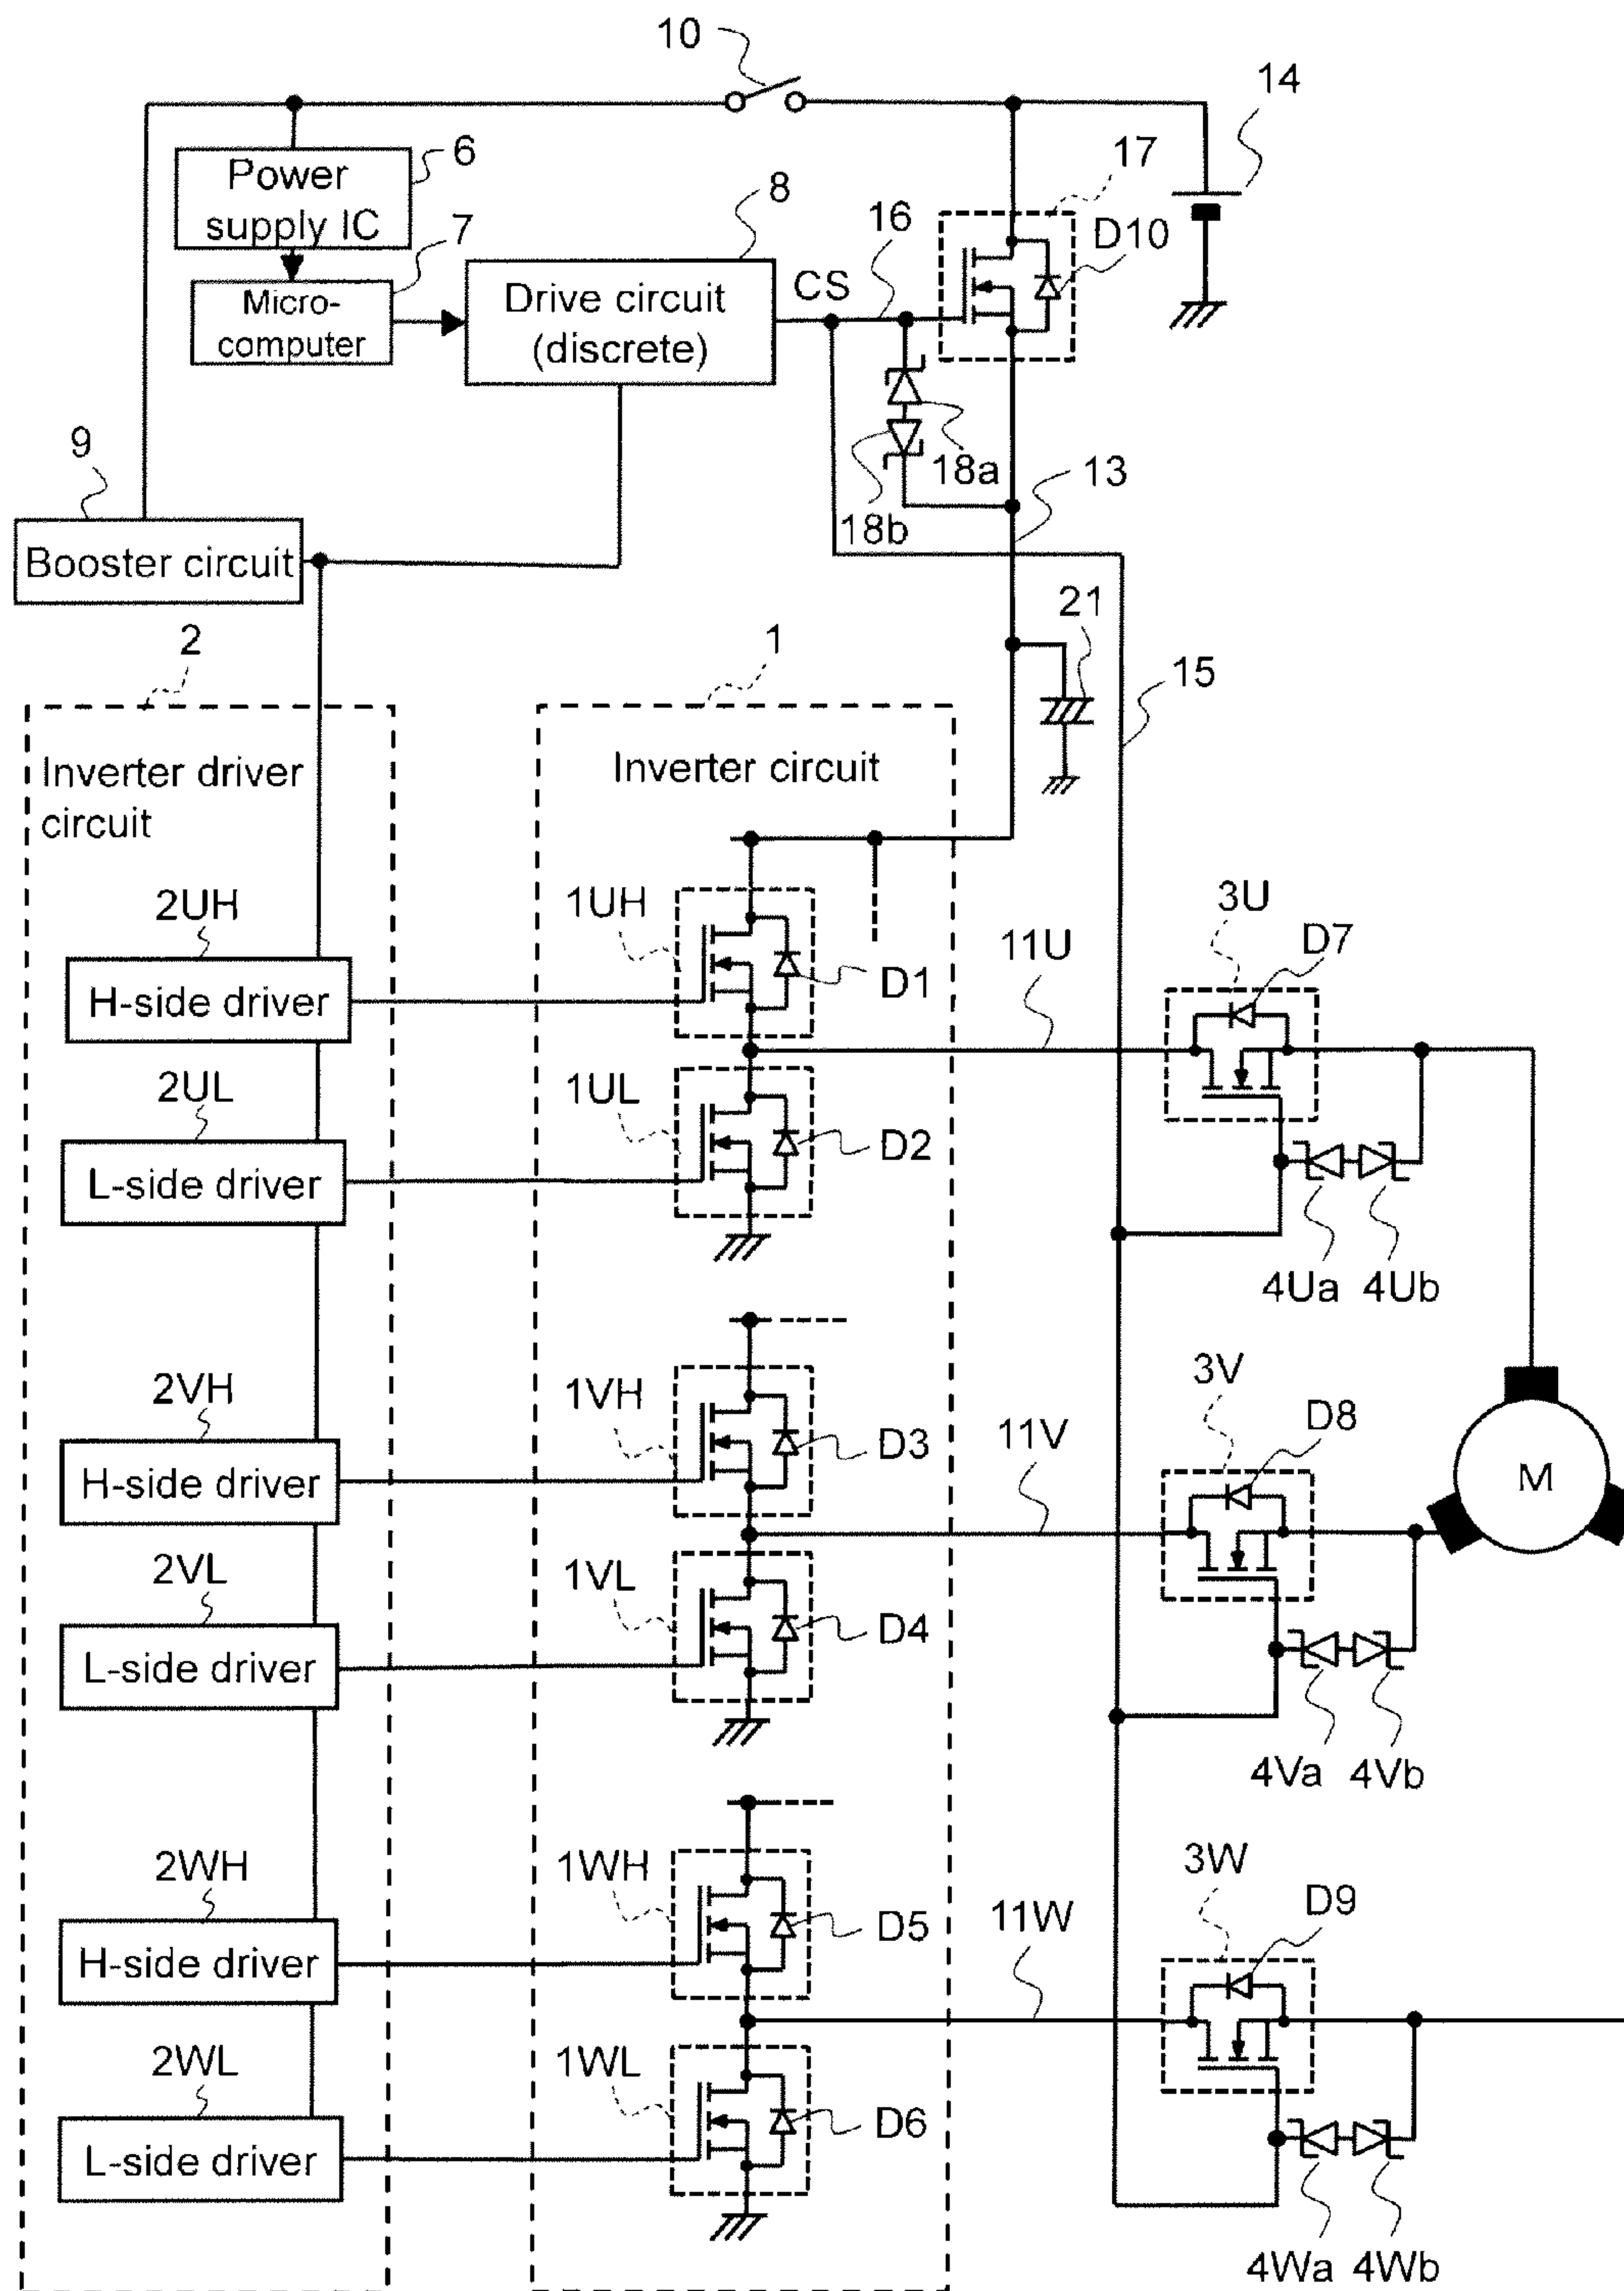 10
14
6
17
Power
supply IC
8
7
16
D10
CS
Micro-
computer
Drive circuit
(discrete)
9
18a
13
18b
Booster circuit
21
2
1
15
Inverter driver
circuit
Inverter circuit
2UH
1UH
3U
D7
11U
H-side driver
D1
2UL
1UL
D2
L-side driver
4Ua
4Ub
2VH
1VH
3V
D8
11V
H-side driver
D3
M
2VL
1VL
D4
L-side driver
4Va
4Vb
2WH
1WH
3W
D9
11W
H-side driver
D5
2WL
1WL
D6
L-side driver
4Wa
4Wb